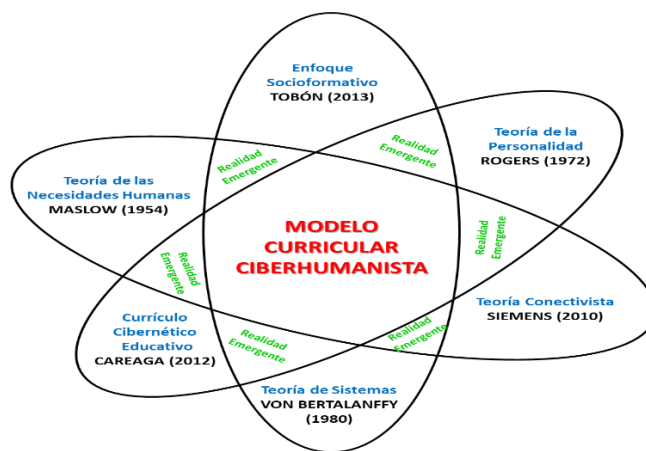 Enfoque
Socioformativo
TOBÓN (2013)
Realidad
Emergente
Realidad
Emergente
Teoría de la
Personalidad
ROGERS (1972)
Teoría de las
Necesidades Humanas
MASLOW (1954)
MODELO
CURRICULAR
CIBERHUMANISTA
Realidad
Emergente
Realidad
Emergente
Teoría Conectivista
SIEMENS (2010)
Currículo
Cibernético
Educativo
CAREAGA (2012)
Realidad
Emergente
Realidad
Emergente
Teoría de Sistemas
VON BERTALANFFY
(1980)